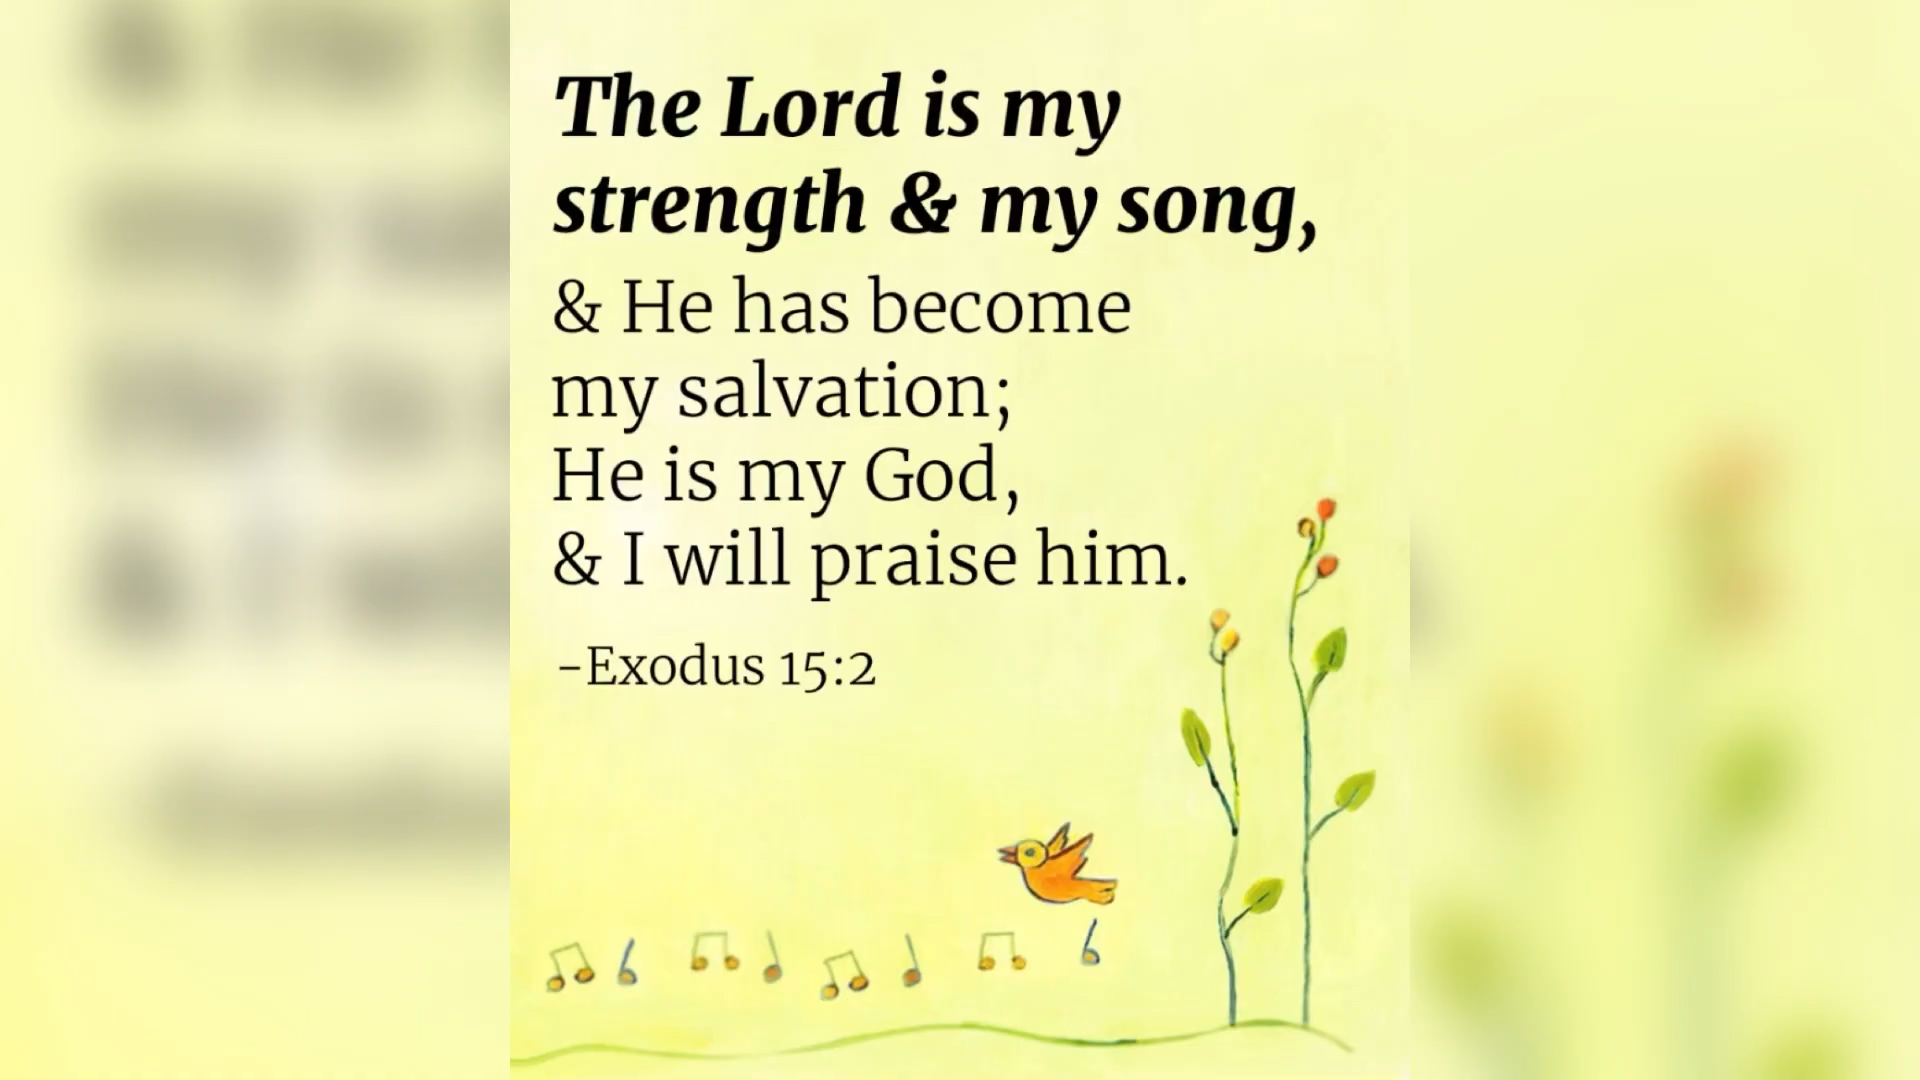 The Lord is my
strength & my song,
& He has become
my salvation;
He is my God,
& I will praise him.
-Exodus 15:2